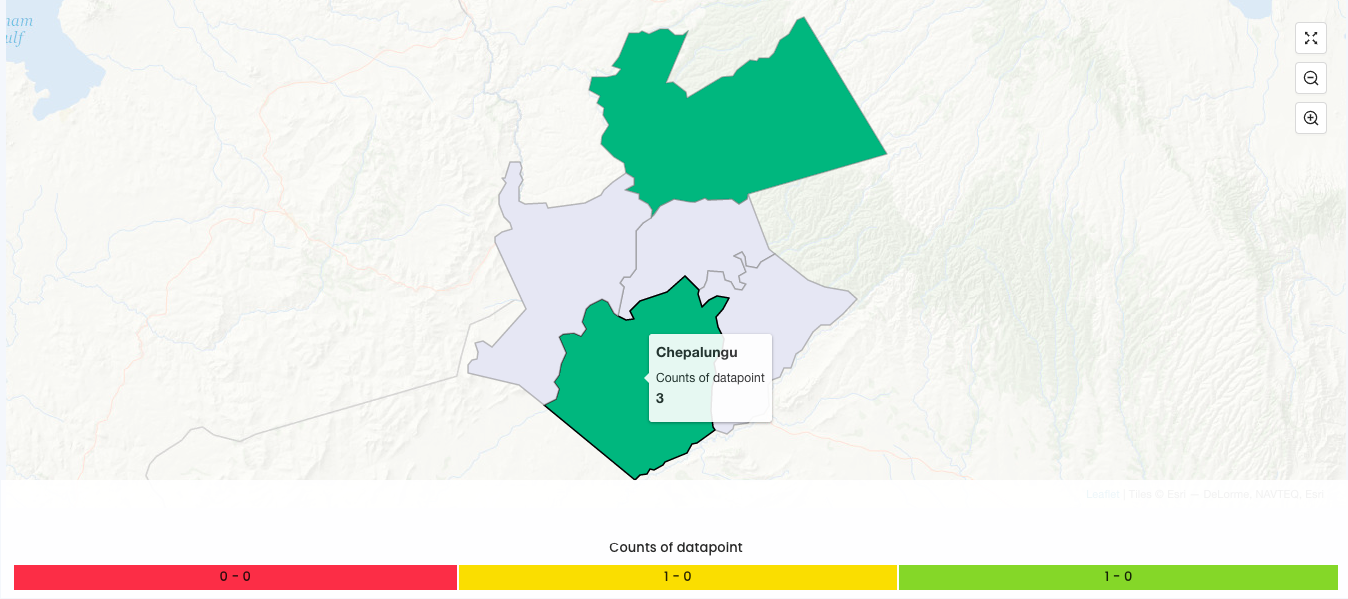 ham
ulf
Chepalungu
Counts of datapoint
3
Leaflet | Tiles © Esri — DeLorme, NAVTEQ, Esri
Counts of datapoint
0 - 0
1 - 0
1 - 0